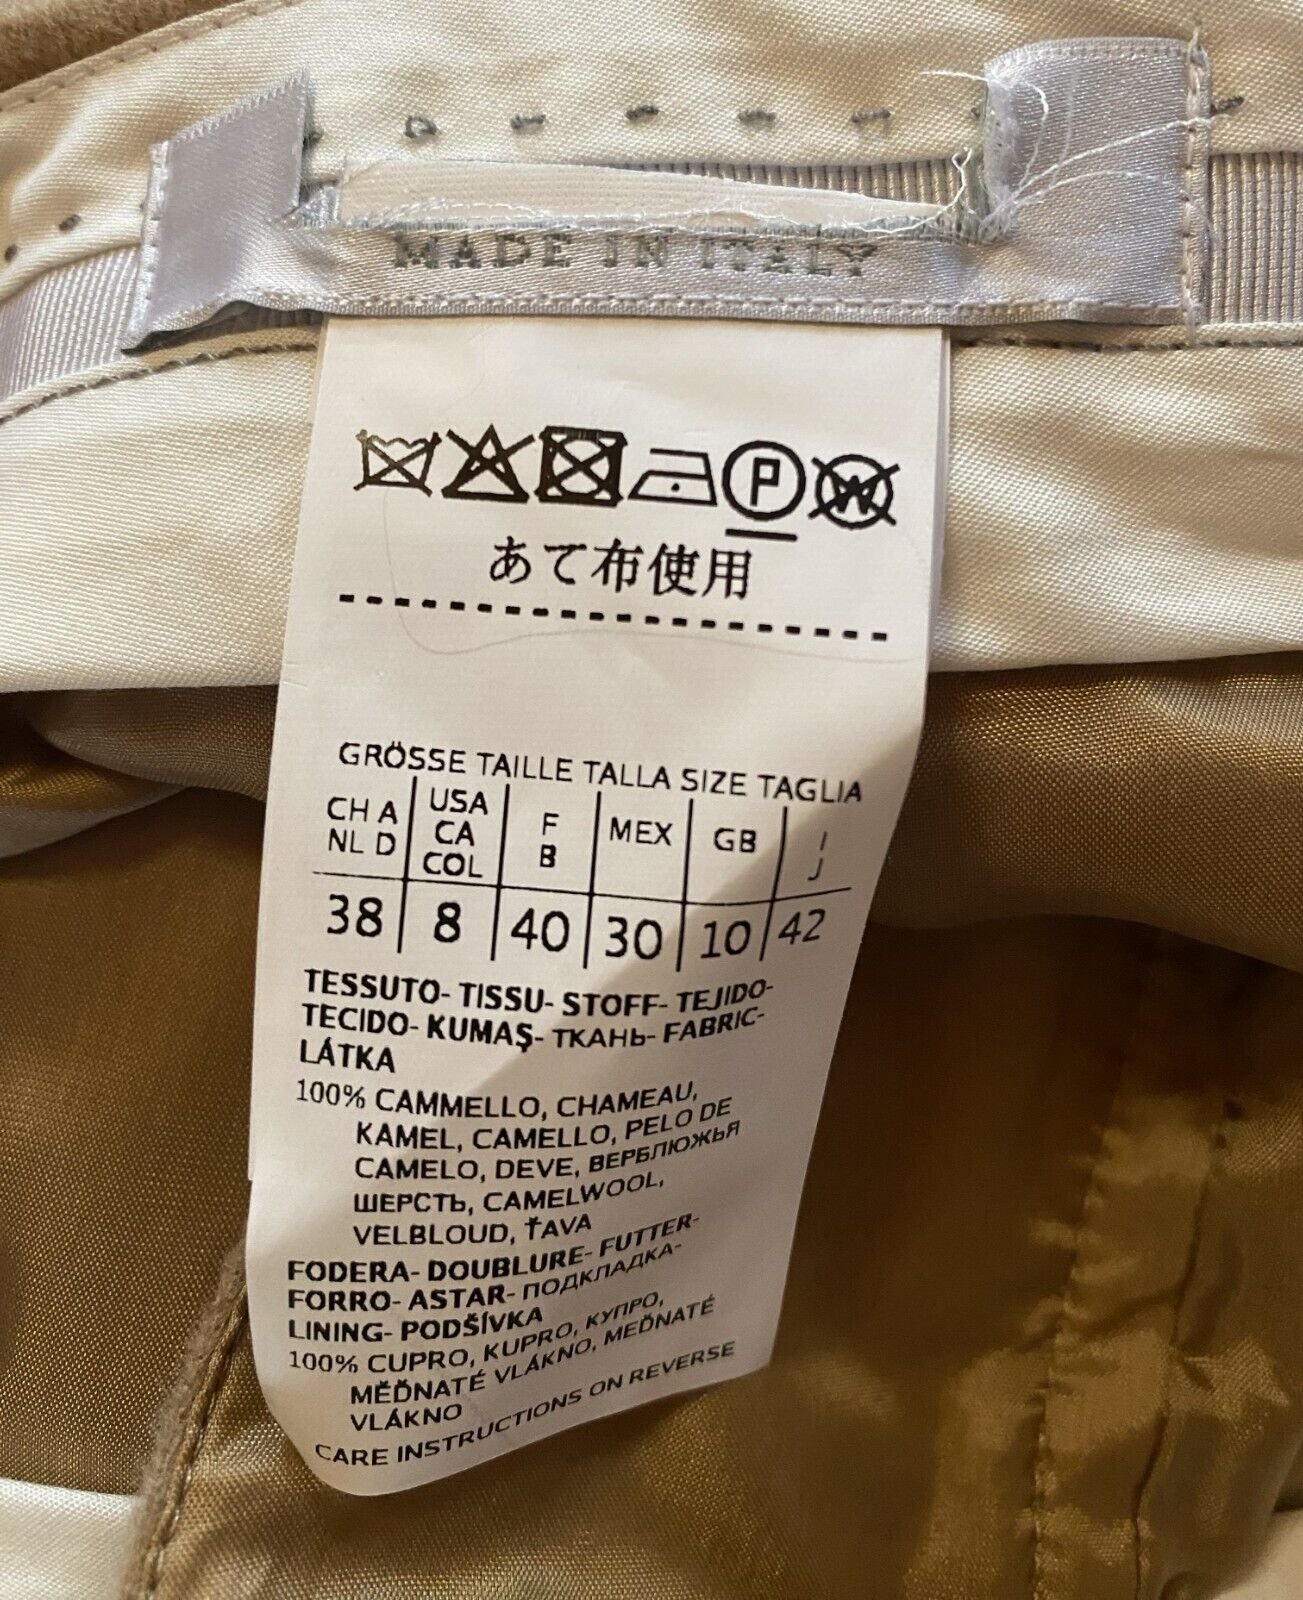 MADE IN ITALY
P W
あて布使用
GRÖSSE TAILLE TALLA SIZE TAGLIA
CH A NL D | USA CA COL | F B | MEX | GB | I J
38 | 8 | 40 | 30 | 10 | 42
TESSUTO- TISSU- STOFF- TEJIDO-
TECIDO- KUMAŞ- ТКАНЬ- FABRIC-
LÁTKA
100% CAMMELLO, CHAMEAU,
KAMEL, CAMELLO, PELO DE
CAMELO, DEVE, ВЕРБЛЮЖЬЯ
ШЕРСТЬ, CAMELWOOL,
VELBLOUD, ŤAVA
FODERA- DOUBLURE- FUTTER-
FORRO- ASTAR- ПОДКЛАДКА-
LINING- PODŠÍVKA
100% CUPRO, KUPRO, КУПРО,
MĚĎNATÉ VLÁKNO, MEĎNATÉ
VLÁKNO
CARE INSTRUCTIONS ON REVERSE